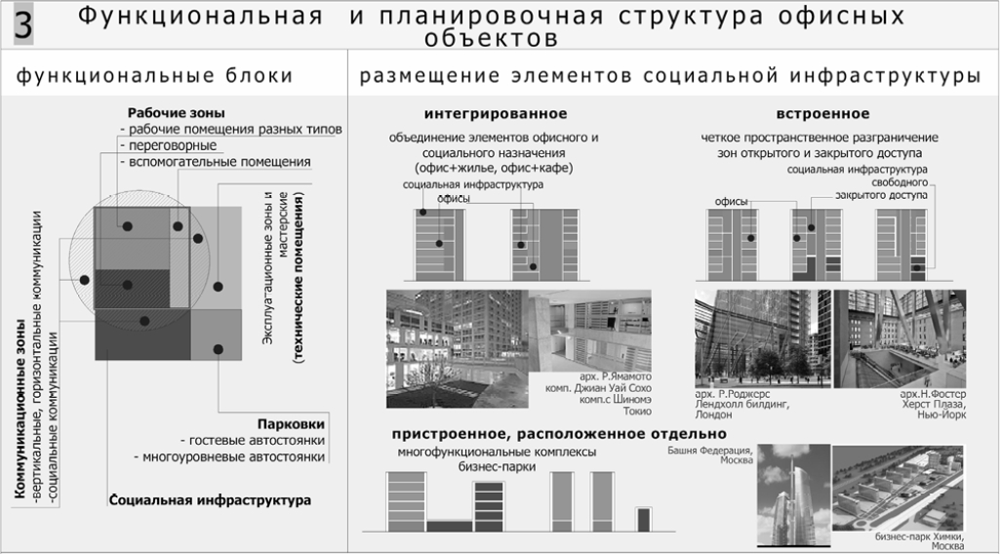 3
Функциональная и планировочная структура офисных
объектов
функциональные блоки
Рабочие зоны
- рабочие помещения разных типов
- переговорные
- вспомогательные помещения
Коммуникационные зоны
-вертикальные, горизонтальные коммуникации
-социальные коммуникации
Эксплуатационные зоны и
мастерские
(технические помещения)
Парковки
- гостевые автостоянки
- многоуровневые автостоянки
Социальная инфраструктура
размещение элементов социальной инфраструктуры
интегрированное
объединение элементов офисного и
социального назначения
(офис+жилье, офис+кафе)
социальная инфраструктура
офисы
арх. Р.Ямамото
комп. Джиан Уай Сохо
комп.с Шиномэ
Токио
встроенное
четкое пространственное разграничение
зон открытого и закрытого доступа
социальная инфраструктура
свободного
закрытого доступа
офисы
арх. Р.Роджерс
Лендхолл билдинг,
Лондон
арх.Н.Фостер
Херст Плаза,
Нью-Йорк
пристроенное, расположенное отдельно
многофункциональные комплексы
бизнес-парки
Башня Федерация,
Москва
бизнес-парк Химки,
Москва